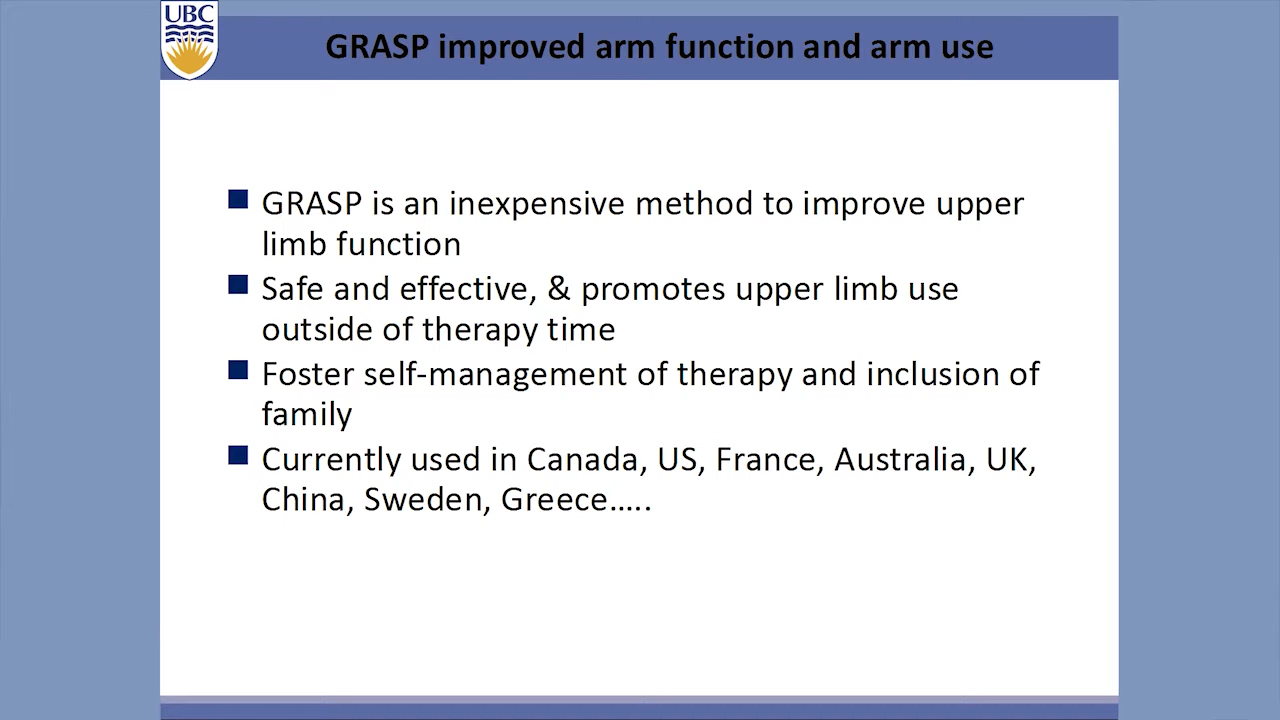 UBC
GRASP improved arm function and arm use
GRASP is an inexpensive method to improve upper
limb function
Safe and effective, & promotes upper limb use
outside of therapy time
Foster self-management of therapy and inclusion of
family
Currently used in Canada, US, France, Australia, UK,
China, Sweden, Greece.....